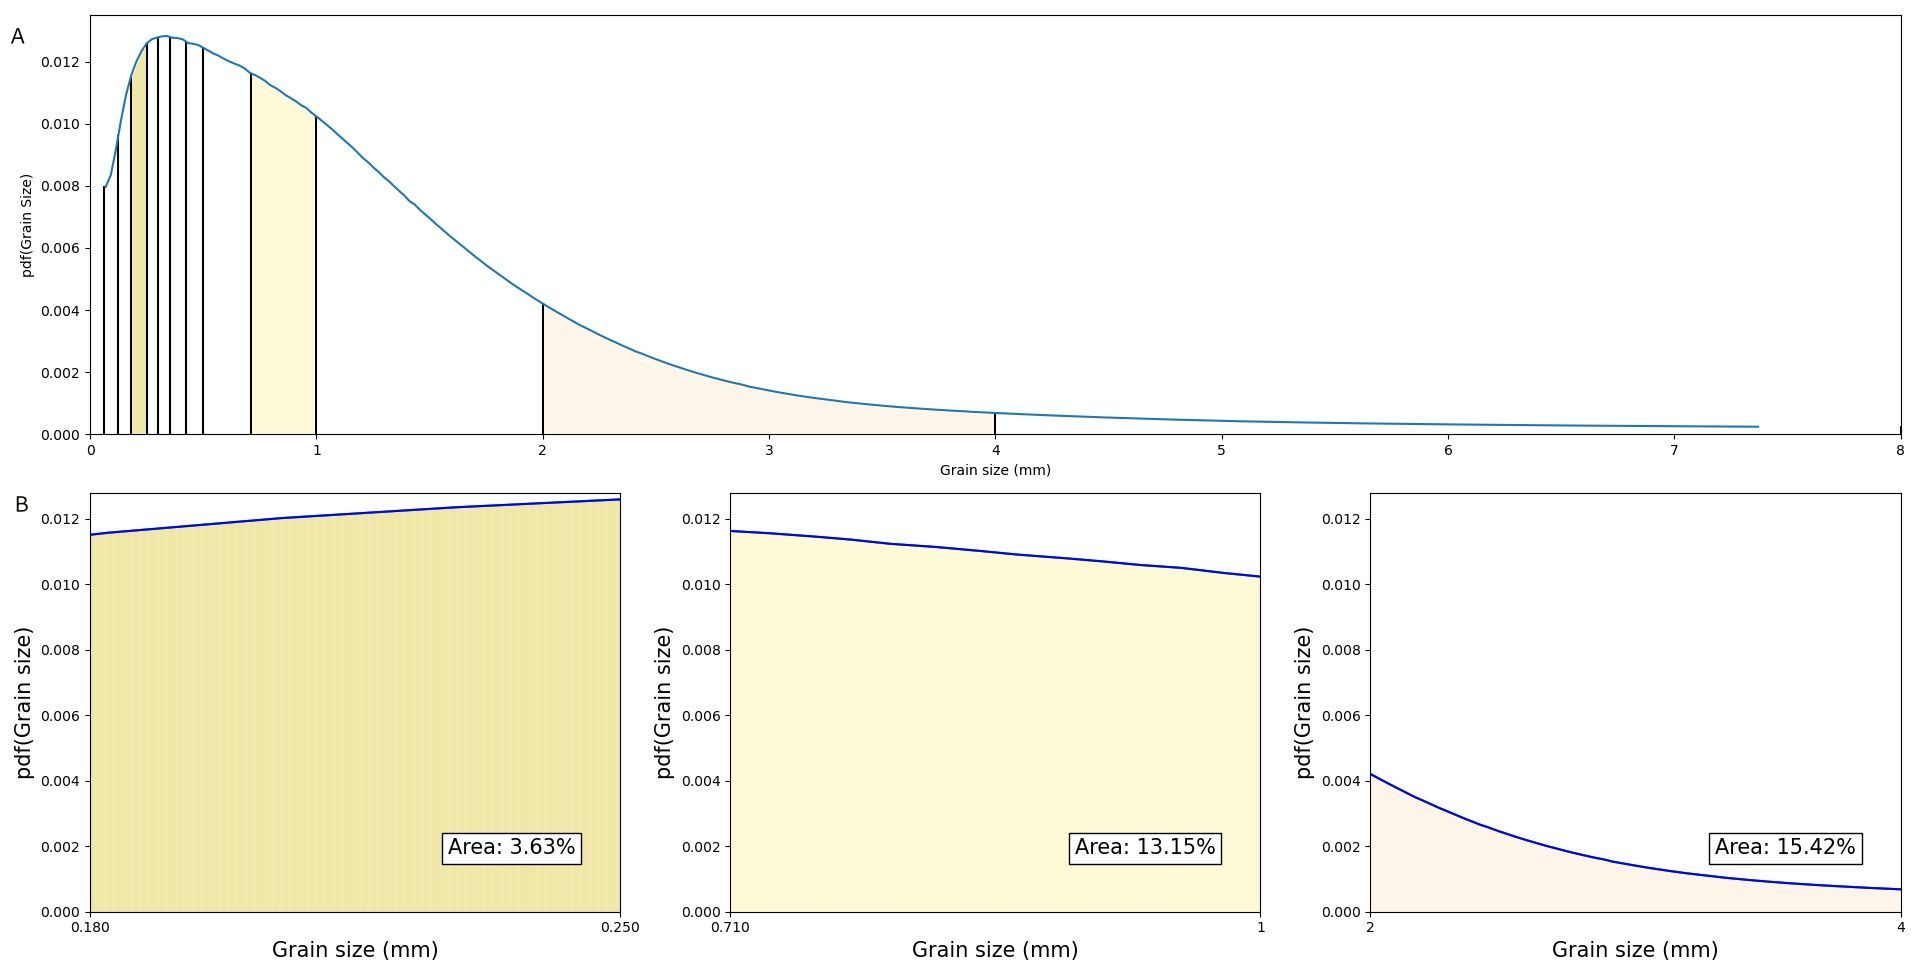 A
0.012
0.010
0.008
0.006
0.004
0.002
0.000
pdf(Grain Size)
0 1 2 3 4 5 6 7 8
Grain size (mm)
B
0.012
0.010
0.008
0.006
0.004
0.002
0.000
pdf(Grain size)
Area: 3.63%
0.180 0.250
Grain size (mm)
0.012
0.010
0.008
0.006
0.004
0.002
0.000
pdf(Grain size)
Area: 13.15%
0.710 1
Grain size (mm)
0.012
0.010
0.008
0.006
0.004
0.002
0.000
pdf(Grain size)
Area: 15.42%
2 4
Grain size (mm)